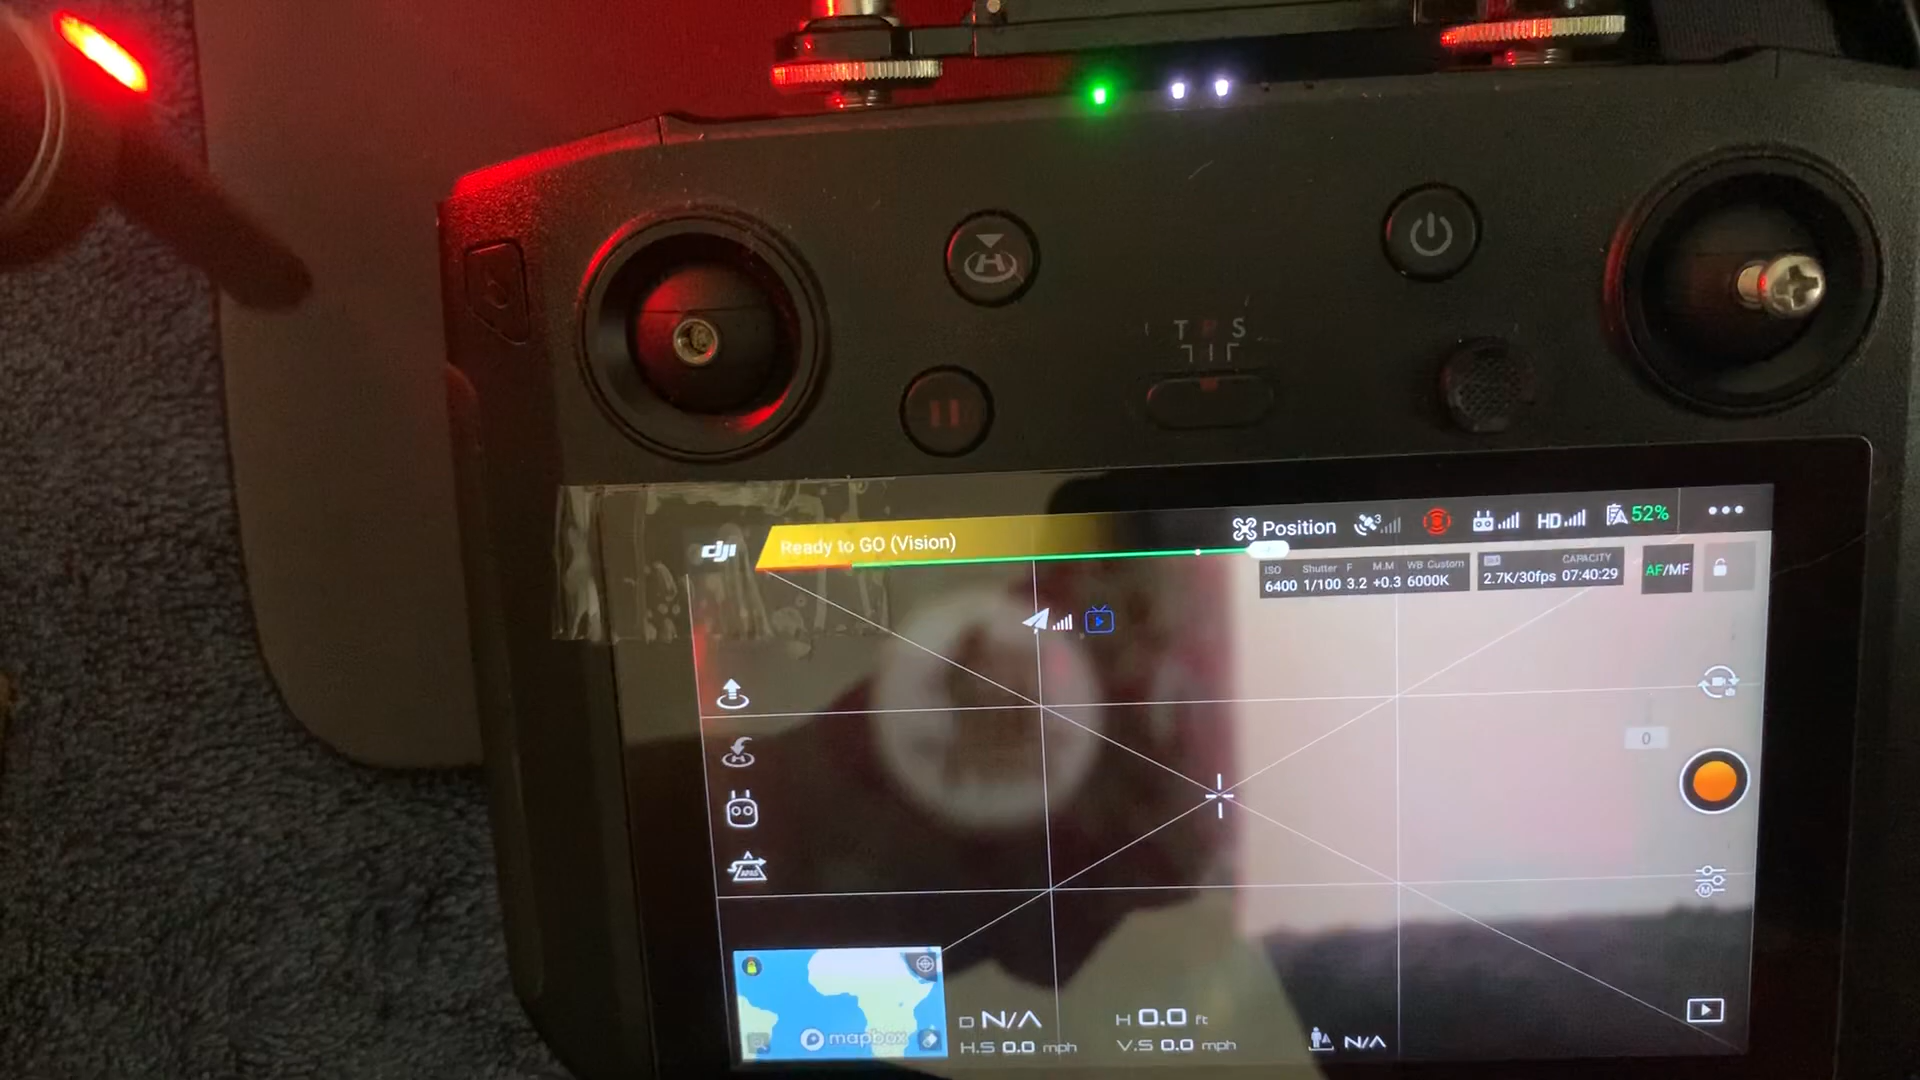 T P S
dji
Ready to GO (Vision)
Position
3
HD
52%
ISO
6400
Shutter
1/100
F
3.2
M.M
+0.3
WB Custom
6000K
2.7K/30fps
CAPACITY
07:40:29
AF/MF
0
APAS
M
mapbox
D N/A
H 0.0 ft
H.S 0.0 mph
V.S 0.0 mph
N/A